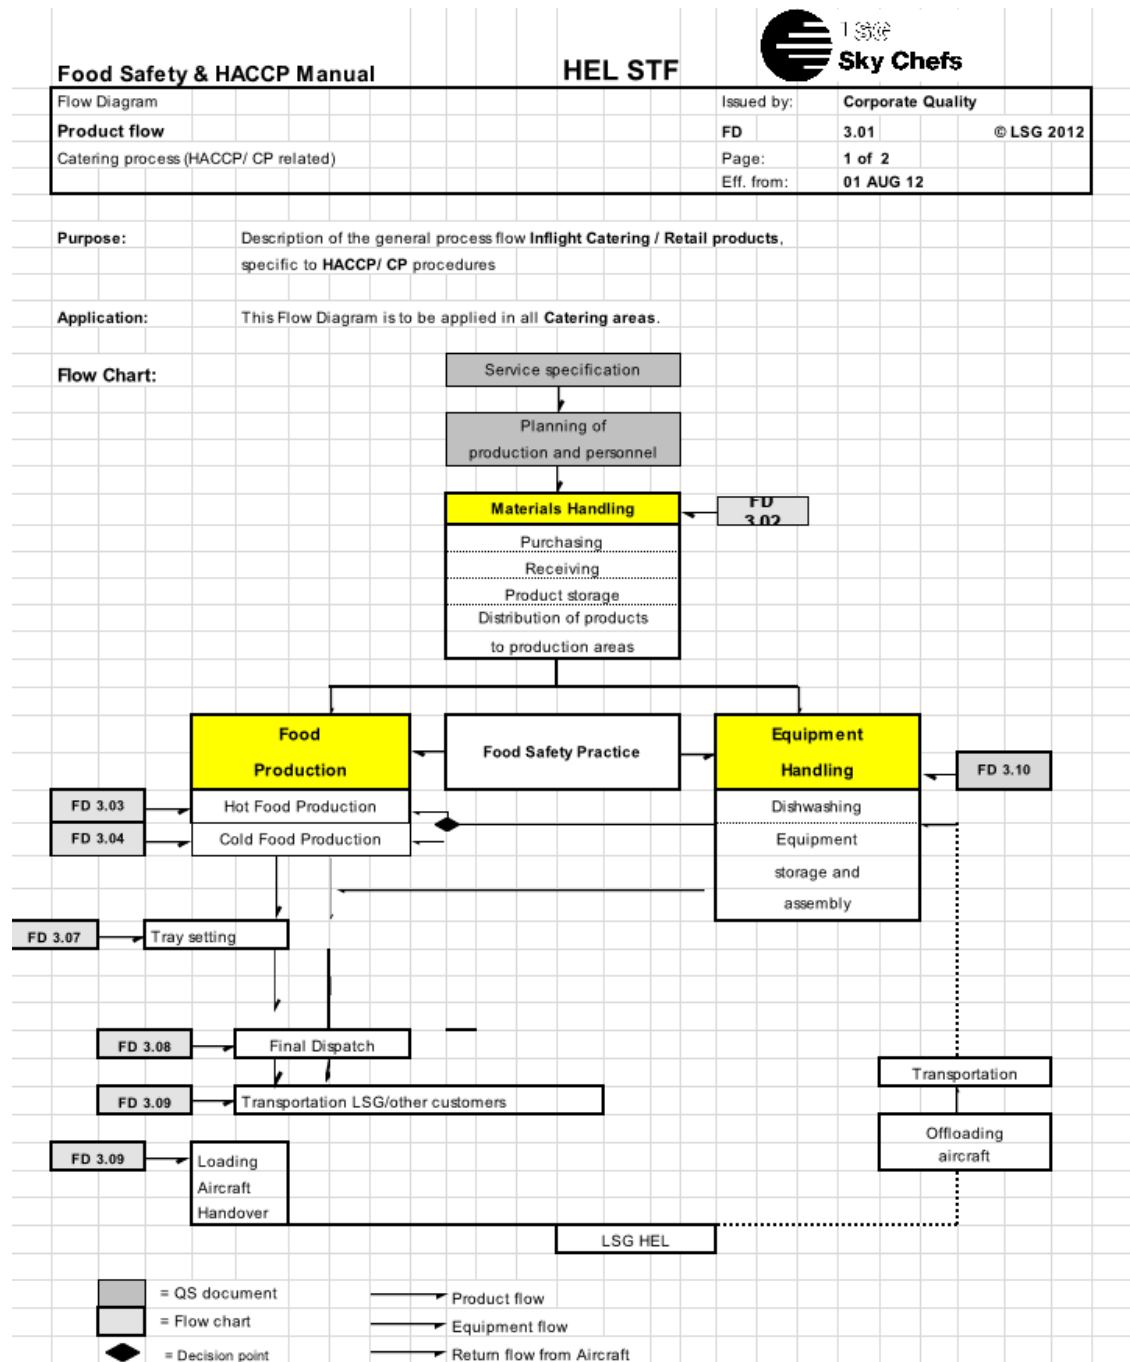 LSG
Sky Chefs
Food Safety & HACCP Manual
HEL STF
Flow Diagram
Issued by:
Corporate Quality
Product flow
FD
3.01
© LSG 2012
Catering process (HACCP/ CP related)
Page:
1 of 2
Eff. from:
01 AUG 12
Purpose:
Description of the general process flow Inflight Catering / Retail products,
specific to HACCP/ CP procedures
Application:
This Flow Diagram is to be applied in all Catering areas.
Flow Chart:
Service specification
Planning of
production and personnel
Materials Handling
FD
3.02
Purchasing
Receiving
Product storage
Distribution of products
to production areas
Food
Production
Food Safety Practice
Equipment
Handling
FD 3.10
FD 3.03
Hot Food Production
Dishwashing
FD 3.04
Cold Food Production
Equipment
storage and
assembly
FD 3.07
Tray setting
FD 3.08
Final Dispatch
Transportation
FD 3.09
Transportation LSG/other customers
Offloading
aircraft
FD 3.09
Loading
Aircraft
Handover
LSG HEL
= QS document
Product flow
= Flow chart
Equipment flow
= Decision point
Return flow from Aircraft